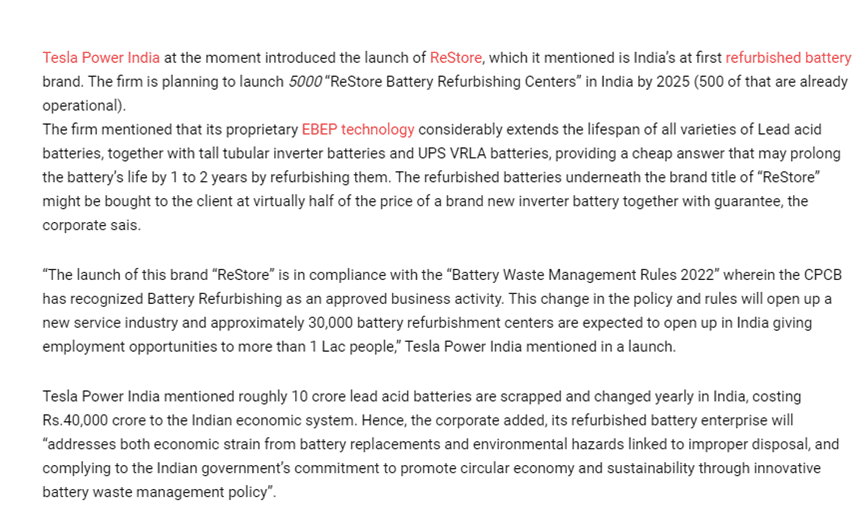 Tesla Power India at the moment introduced the launch of ReStore, which it mentioned is India's at first refurbished battery
brand. The firm is planning to launch 5000 “ReStore Battery Refurbishing Centers” in India by 2025 (500 of that are already
operational).
The firm mentioned that its proprietary EBEP technology considerably extends the lifespan of all varieties of Lead acid
batteries, together with tall tubular inverter batteries and UPS VRLA batteries, providing a cheap answer that may prolong
the battery's life by 1 to 2 years by refurbishing them. The refurbished batteries underneath the brand title of “ReStore”
might be bought to the client at virtually half of the price of a brand new inverter battery together with guarantee, the
corporate sais.
“The launch of this brand “ReStore” is in compliance with the “Battery Waste Management Rules 2022” wherein the CPCB
has recognized Battery Refurbishing as an approved business activity. This change in the policy and rules will open up a
new service industry and approximately 30,000 battery refurbishment centers are expected to open up in India giving
employment opportunities to more than 1 Lac people,” Tesla Power India mentioned in a launch.
Tesla Power India mentioned roughly 10 crore lead acid batteries are scrapped and changed yearly in India, costing
Rs.40,000 crore to the Indian economic system. Hence, the corporate added, its refurbished battery enterprise will
“addresses both economic strain from battery replacements and environmental hazards linked to improper disposal, and
complying to the Indian government's commitment to promote circular economy and sustainability through innovative
battery waste management policy”.